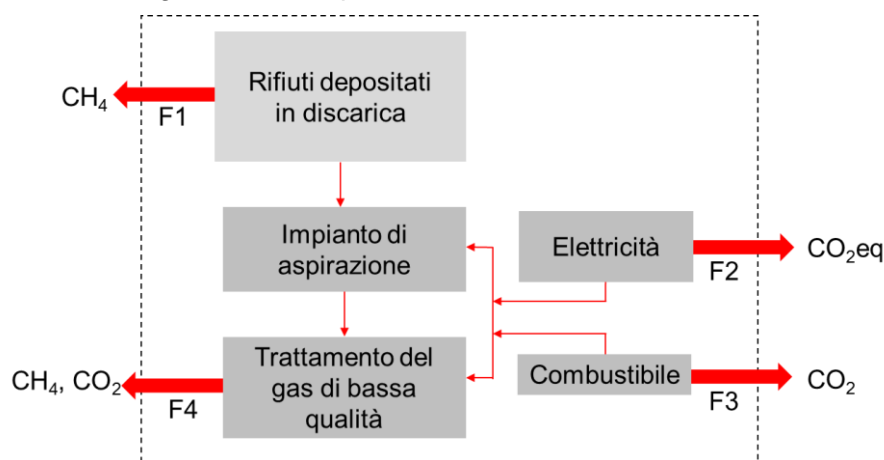 Rifiuti depositati
in discarica
CH₄
F1
Impianto di
aspirazione
Elettricità
CO₂eq
F2
Trattamento del
gas di bassa
qualità
CH₄, CO₂
F4
Combustibile
CO₂
F3